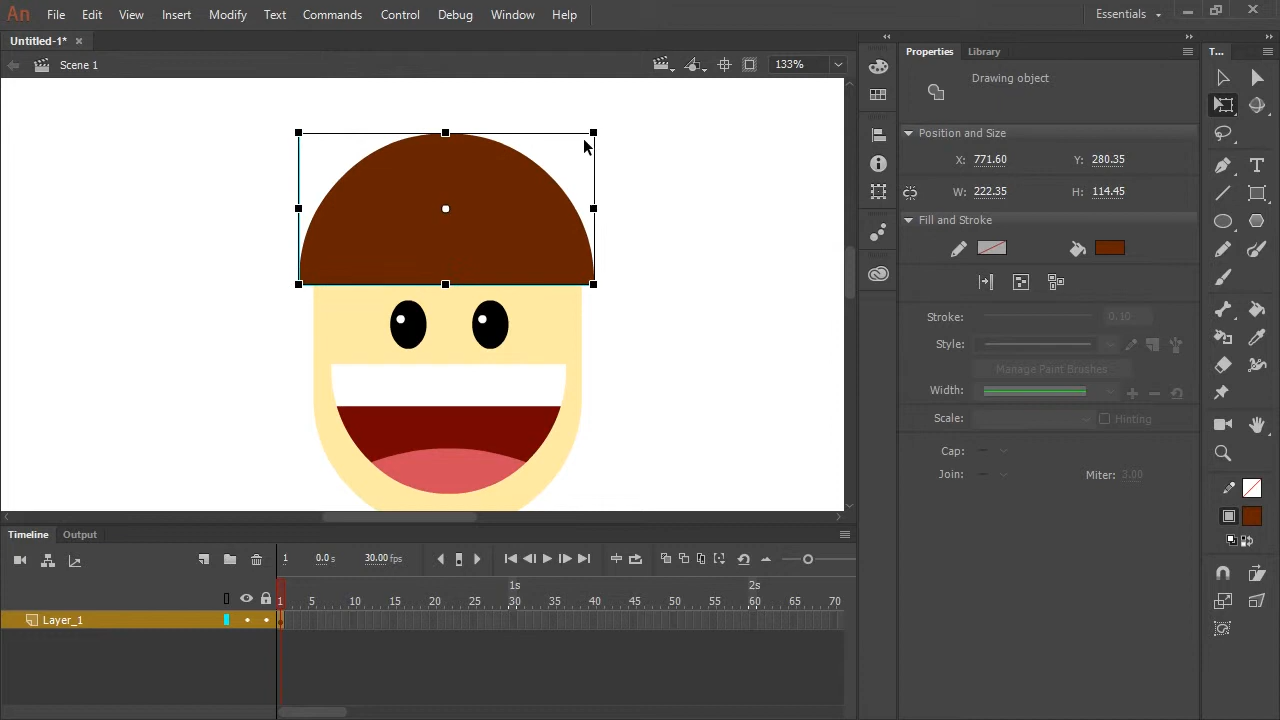 An File Edit View Insert Modify Text Commands Control Debug Window Help Essentials
Untitled-1*
Scene 1 133%
Properties Library T...
Drawing object
Position and Size
X: 771.60 Y: 280.35
W: 222.35 H: 114.45
Fill and Stroke
Stroke: 0.10
Style:
Manage Paint Brushes
Width:
Scale: Hinting
Cap:
Join: Miter: 3.00
Timeline Output
1 0.0 s 30.00 fps
1s 2s
1 5 10 15 20 25 30 35 40 45 50 55 60 65 70
Layer_1